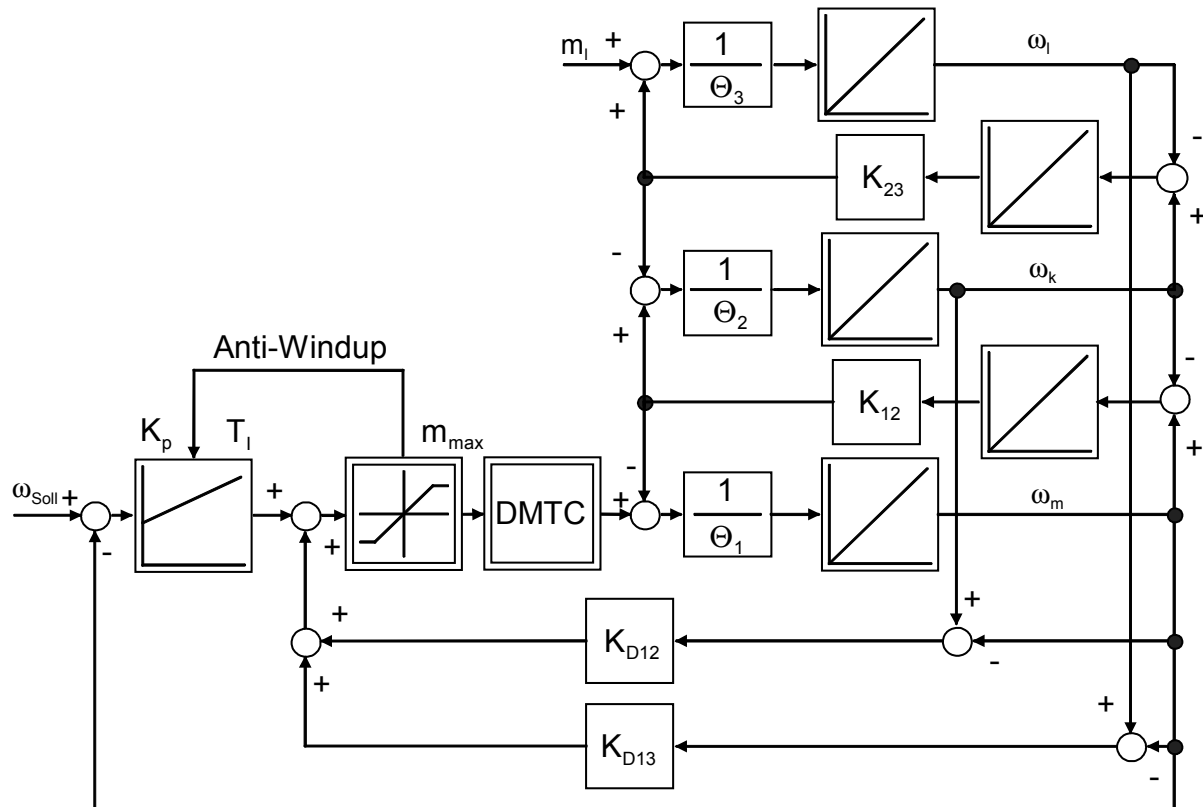 m_l + 1/Θ_3 ω_l
+ -
K_23
+
- 1/Θ_2 ω_k
+ -
Anti-Windup
K_12
K_p T_I m_max
+
-
ω_Soll + + DMTC + 1/Θ_1 ω_m
- +
+ K_D12 + -
+ K_D13 + -